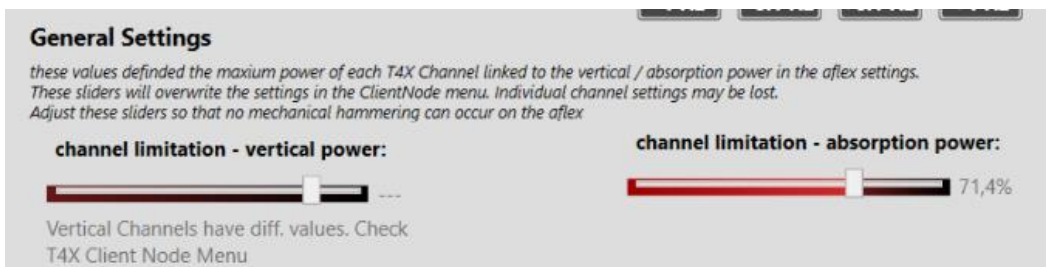 General Settings
these values definded the maxium power of each T4X Channel linked to the vertical / absorption power in the aflex settings.
These sliders will overwrite the settings in the ClientNode menu. Individual channel settings may be lost.
Adjust these sliders so that no mechanical hammering can occur on the aflex
channel limitation - vertical power:
---
Vertical Channels have diff. values. Check
T4X Client Node Menu
channel limitation - absorption power:
71,4%